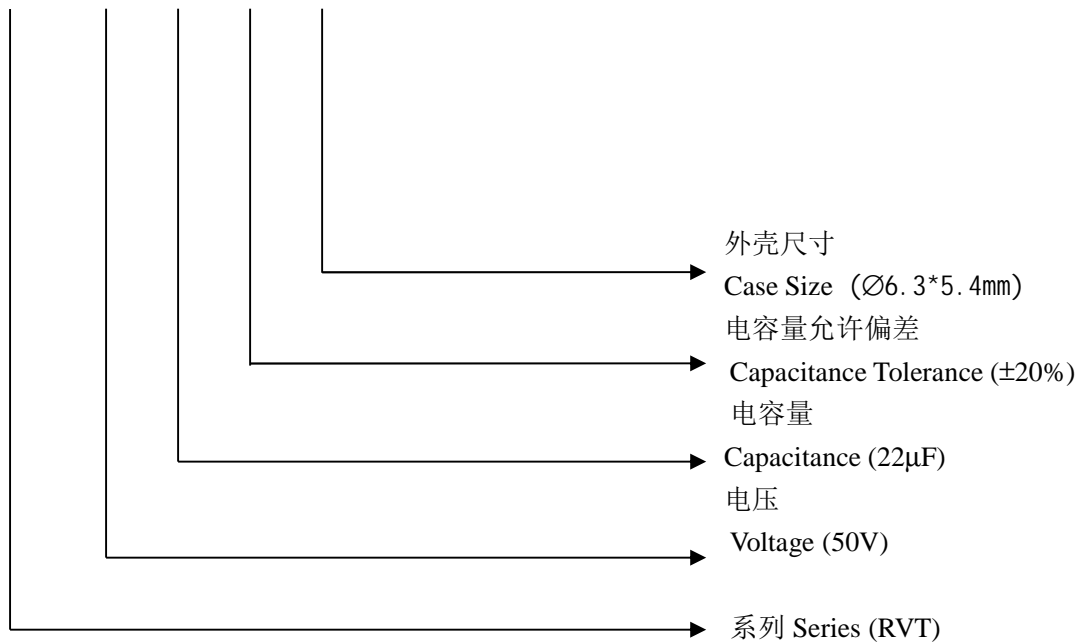 外壳尺寸
Case Size (∅6.3*5.4mm)
电容量允许偏差
Capacitance Tolerance (±20%)
电容量
Capacitance (22μF)
电压
Voltage (50V)
系列 Series (RVT)